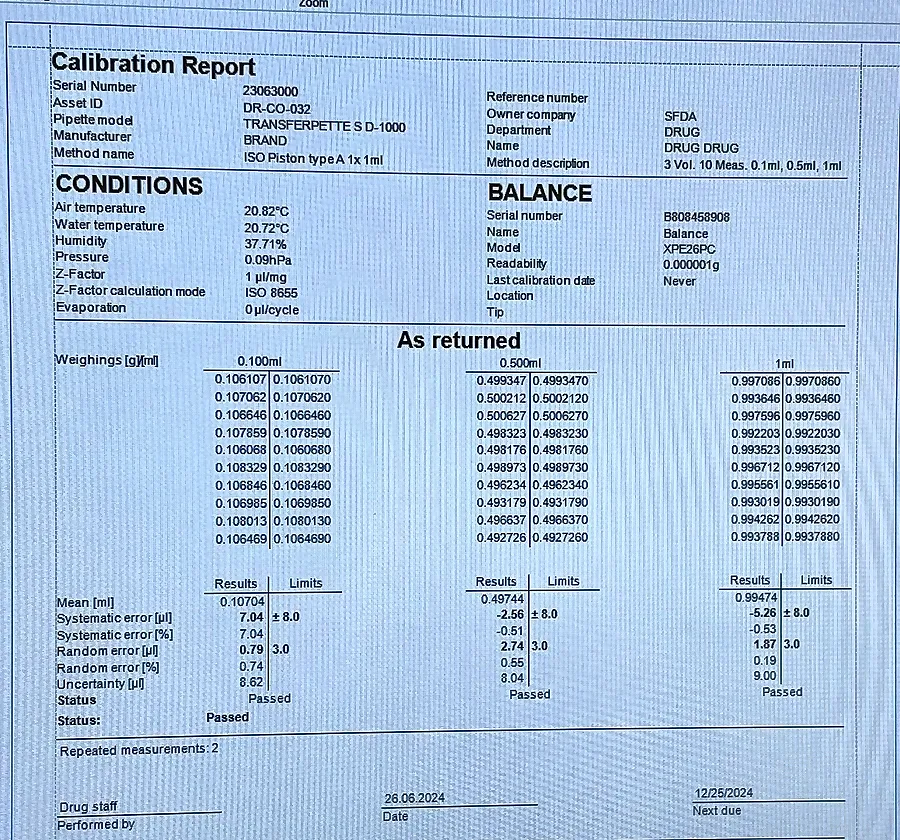 Zoom
Calibration Report
Serial Number 23063000
Asset ID DR-CO-032
Pipette model TRANSFERPETTE S D-1000
Manufacturer BRAND
Method name ISO Piston type A 1x 1ml
Reference number
Owner company SFDA
Department DRUG
Name DRUG DRUG
Method description 3 Vol. 10 Meas. 0.1ml, 0.5ml, 1ml
CONDITIONS
Air temperature 20.82°C
Water temperature 20.72°C
Humidity 37.71%
Pressure 0.09hPa
Z-Factor 1 µl/mg
Z-Factor calculation mode ISO 8655
Evaporation 0 µl/cycle
BALANCE
Serial number B808458908
Name Balance
Model XPE26PC
Readability 0.000001g
Last calibration date Never
Location
Tip
As returned
Weighings [g]/[ml] 0.100ml 0.500ml 1ml
0.106107 0.1061070 0.499347 0.4993470 0.997086 0.9970860
0.107062 0.1070620 0.500212 0.5002120 0.993646 0.9936460
0.106646 0.1066460 0.500627 0.5006270 0.997596 0.9975960
0.107859 0.1078590 0.498323 0.4983230 0.992203 0.9922030
0.106068 0.1060680 0.498176 0.4981760 0.993523 0.9935230
0.108329 0.1083290 0.498973 0.4989730 0.996712 0.9967120
0.106846 0.1068460 0.496234 0.4962340 0.995561 0.9955610
0.106985 0.1069850 0.493179 0.4931790 0.993019 0.9930190
0.108013 0.1080130 0.496637 0.4966370 0.994262 0.9942620
0.106469 0.1064690 0.492726 0.4927260 0.993788 0.9937880
Results Limits Results Limits Results Limits
Mean [ml] 0.10704 0.49744 0.99474
Systematic error [µl] 7.04 ± 8.0 -2.56 ± 8.0 -5.26 ± 8.0
Systematic error [%] 7.04 -0.51 -0.53
Random error [µl] 0.79 3.0 2.74 3.0 1.87 3.0
Random error [%] 0.74 0.55 0.19
Uncertainty [µl] 8.62 8.04 9.00
Status Passed Passed Passed
Status: Passed
Repeated measurements: 2
Drug staff 26.06.2024 12/25/2024
Performed by Date Next due